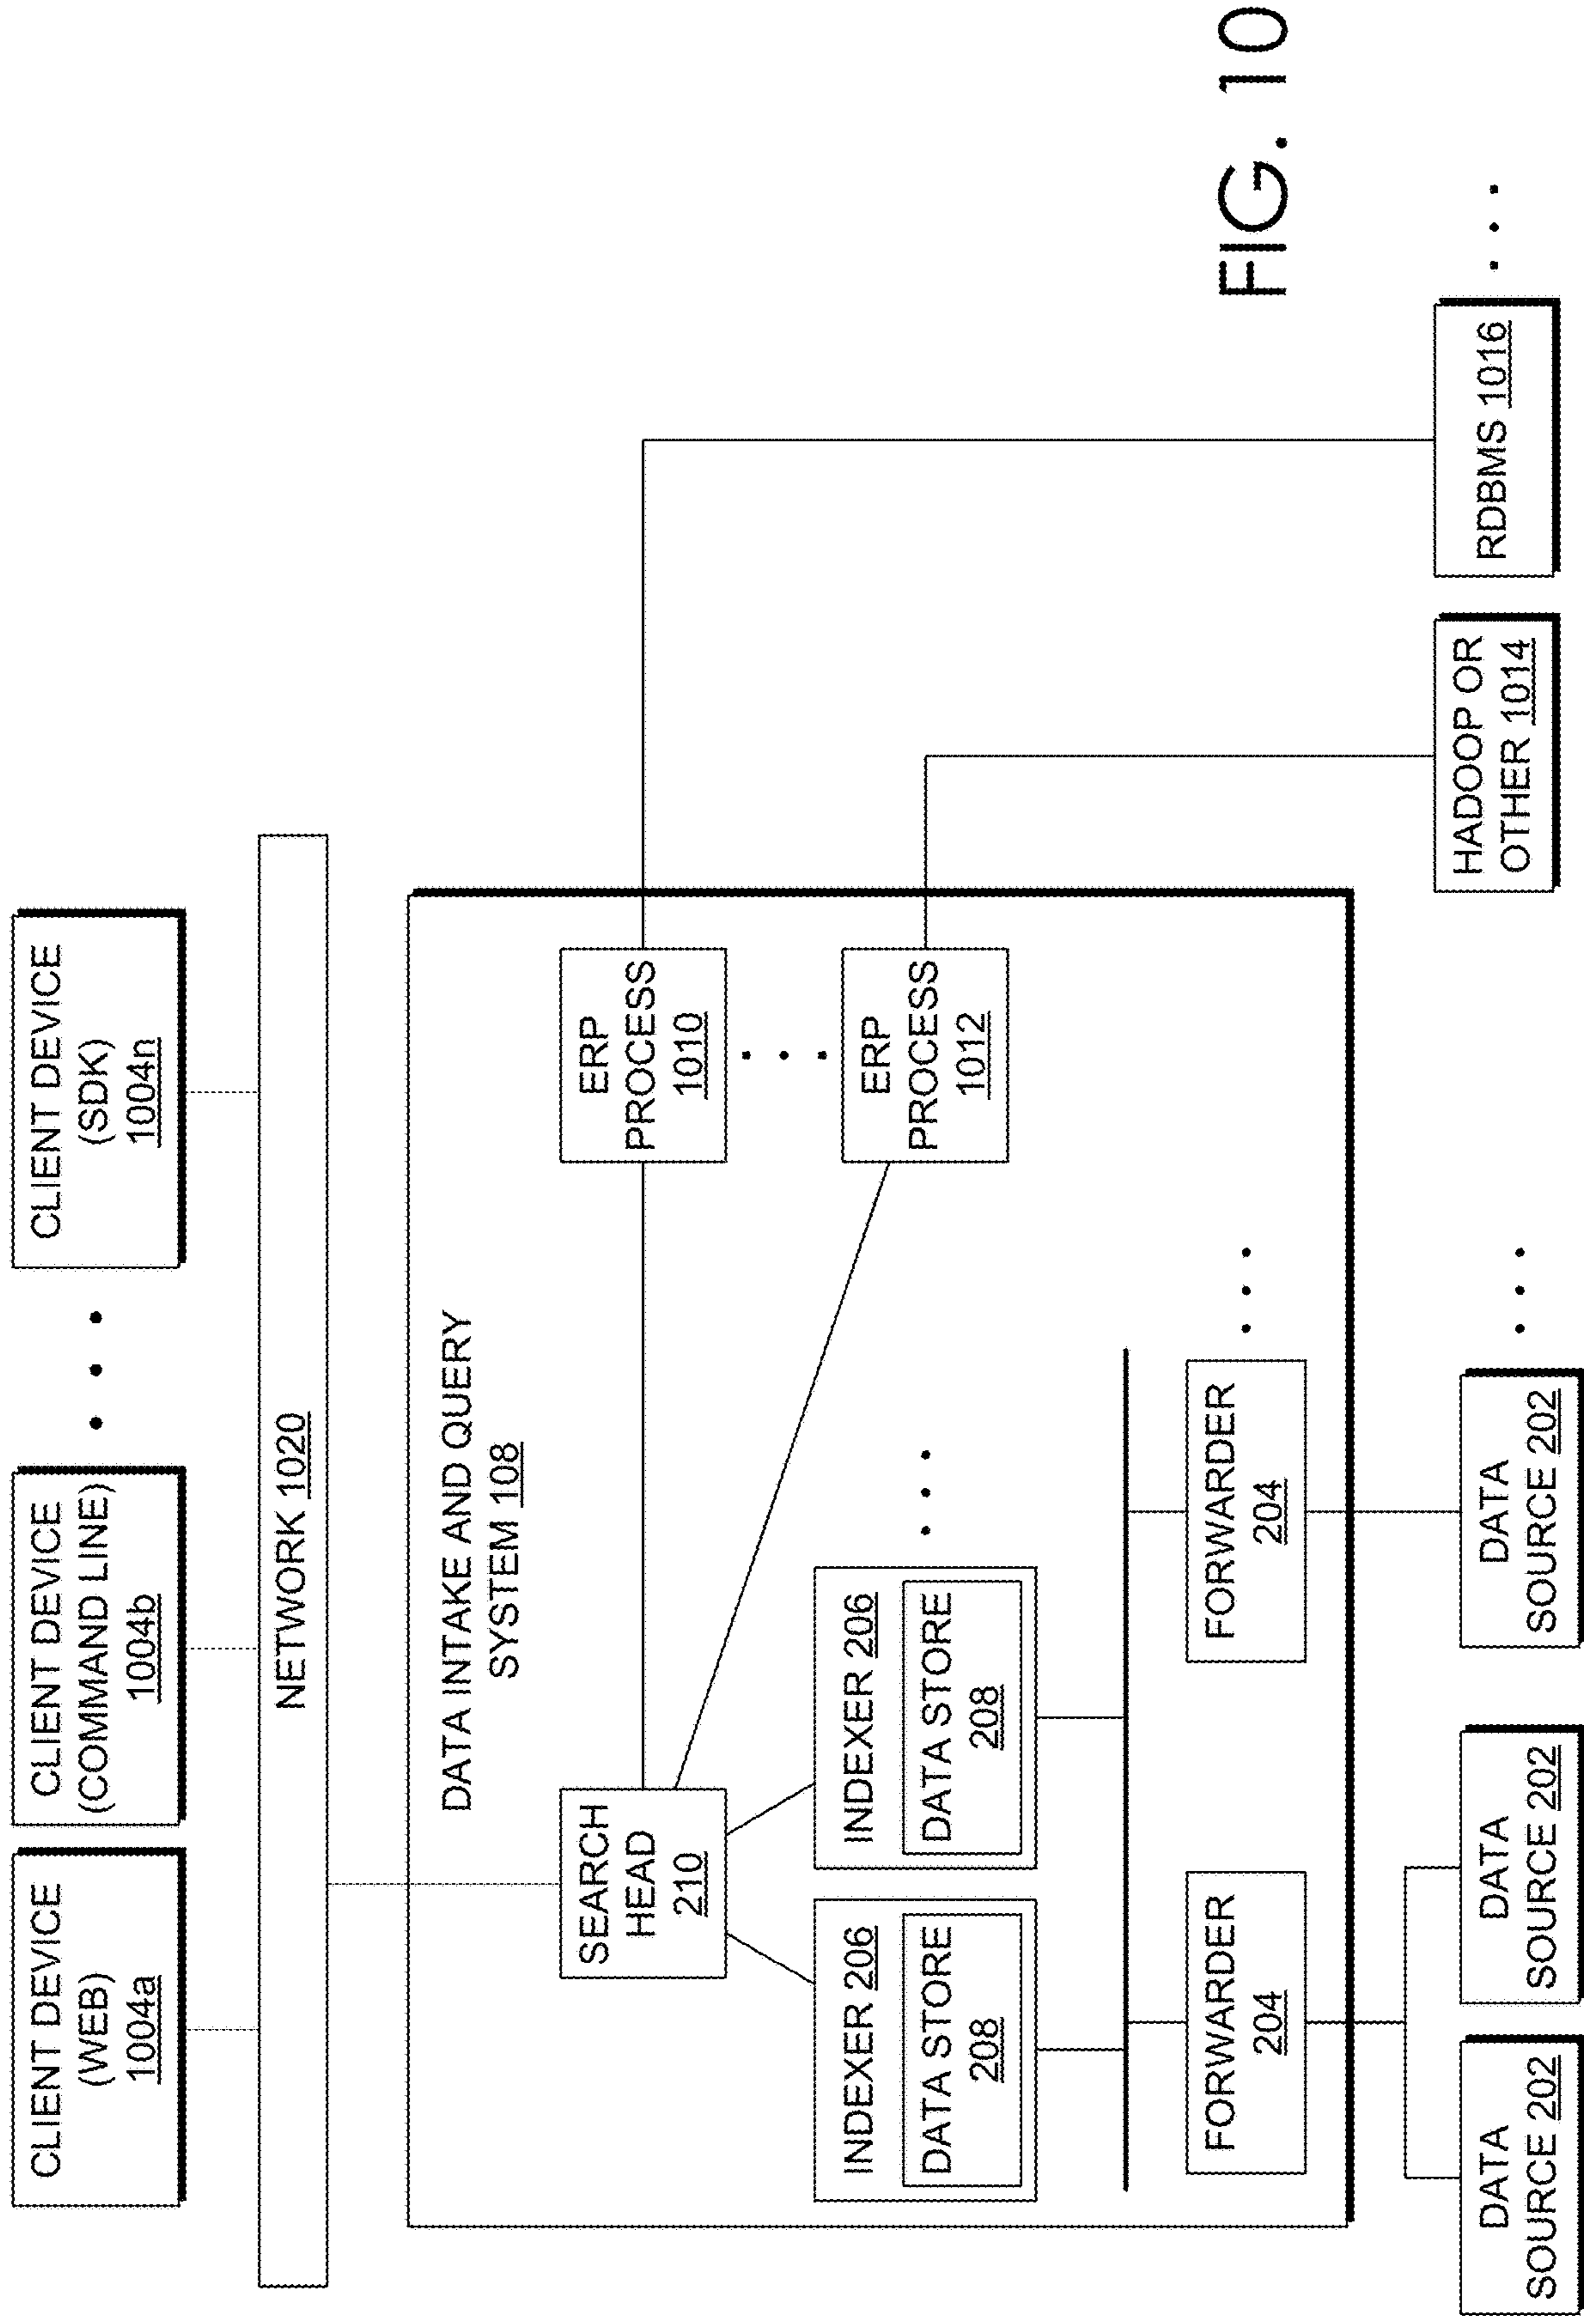 CLIENT DEVICE
(WEB)
1004a
CLIENT DEVICE
(COMMAND LINE)
1004b
CLIENT DEVICE
(SDK)
1004n
NETWORK 1020
DATA INTAKE AND QUERY
SYSTEM 108
SEARCH
HEAD
210
ERP
PROCESS
1010
INDEXER 206
DATA STORE
208
INDEXER 206
DATA STORE
208
ERP
PROCESS
1012
FORWARDER
204
FORWARDER
204
DATA
SOURCE 202
DATA
SOURCE 202
DATA
SOURCE 202
HADOOP OR
OTHER 1014
RDBMS 1016
FIG. 10